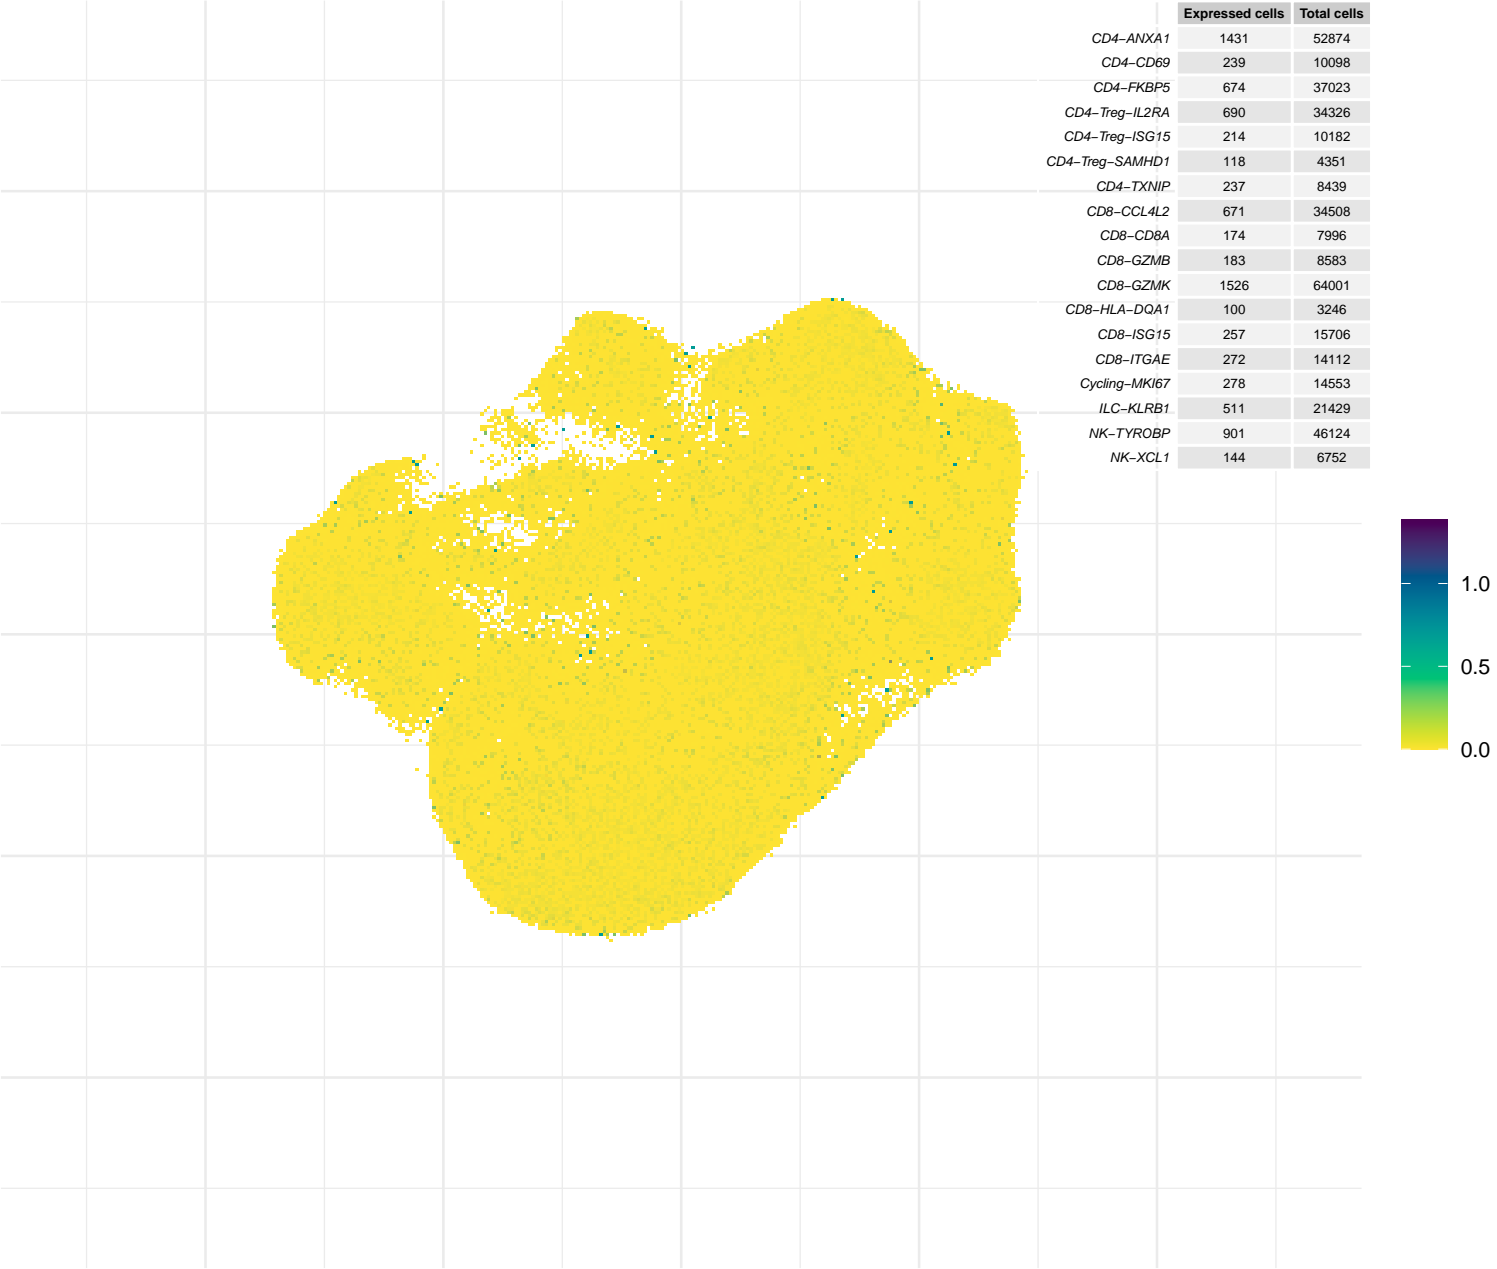 Expressed cells Total cells
CD4−ANXA1 1431 52874
CD4−CD69 239 10098
CD4−FKBP5 674 37023
CD4−Treg−IL2RA 690 34326
CD4−Treg−ISG15 214 10182
CD4−Treg−SAMHD1 118 4351
CD4−TXNIP 237 8439
CD8−CCL4L2 671 34508
CD8−CD8A 174 7996
CD8−GZMB 183 8583
CD8−GZMK 1526 64001
CD8−HLA−DQA1 100 3246
CD8−ISG15 257 15706
CD8−ITGAE 272 14112
Cycling−MKI67 278 14553
ILC−KLRB1 511 21429
NK−TYROBP 901 46124
NK−XCL1 144 6752
1.0
0.5
0.0